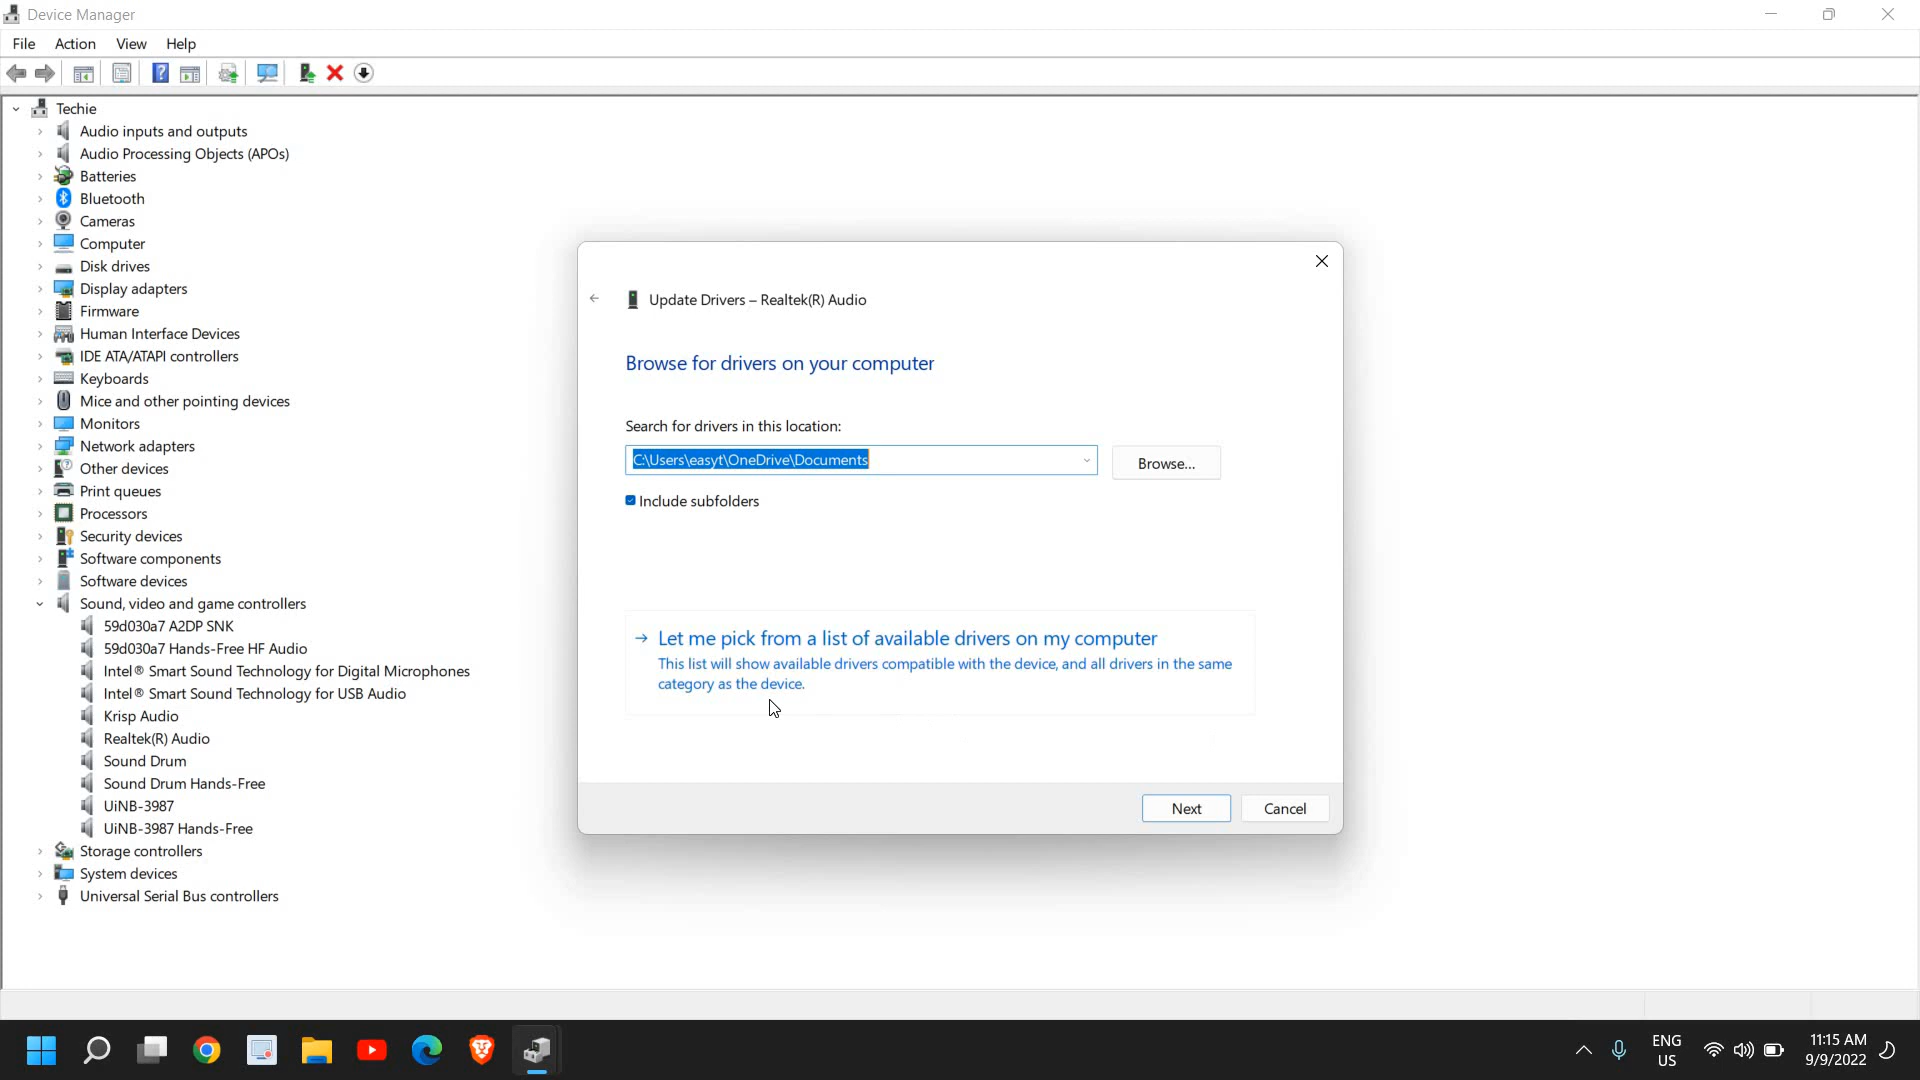 Device Manager
File Action View Help
Techie
Audio inputs and outputs
Audio Processing Objects (APOs)
Batteries
Bluetooth
Cameras
Computer
Disk drives
Display adapters
Firmware
Human Interface Devices
IDE ATA/ATAPI controllers
Keyboards
Mice and other pointing devices
Monitors
Network adapters
Other devices
Print queues
Processors
Security devices
Software components
Software devices
Sound, video and game controllers
59d030a7 A2DP SNK
59d030a7 Hands-Free HF Audio
Intel® Smart Sound Technology for Digital Microphones
Intel® Smart Sound Technology for USB Audio
Krisp Audio
Realtek(R) Audio
Sound Drum
Sound Drum Hands-Free
UiNB-3987
UiNB-3987 Hands-Free
Storage controllers
System devices
Universal Serial Bus controllers
Update Drivers – Realtek(R) Audio
Browse for drivers on your computer
Search for drivers in this location:
C:\Users\easyt\OneDrive\Documents
Browse...
Include subfolders
Let me pick from a list of available drivers on my computer
This list will show available drivers compatible with the device, and all drivers in the same
category as the device.
Next Cancel
ENG
US
11:15 AM
9/9/2022